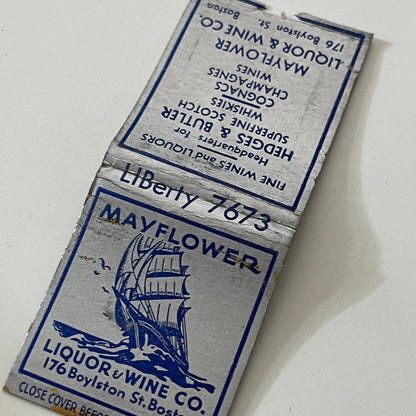 FINE WINES and LIQUORS
Headquarters for
HEDGES & BUTLER
SUPERFINE SCOTCH
WHISKIES
COGNACS
CHAMPAGNES
WINES
MAYFLOWER
LIQUOR & WINE CO.
176 Boylston St. Boston
LIBerty 7673
MAYFLOWER
LIQUOR & WINE CO.
176 Boylston St. Bosto
CLOSE COVER BEFO